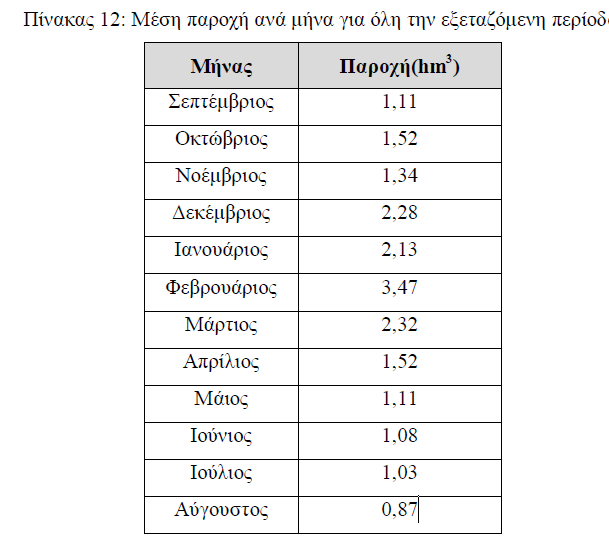 Πίνακας 12: Μέση παροχή ανά μήνα για όλη την εξεταζόμενη περίοδο
Μήνας Παροχή(hm³)
Σεπτέμβριος 1,11
Οκτώβριος 1,52
Νοέμβριος 1,34
Δεκέμβριος 2,28
Ιανουάριος 2,13
Φεβρουάριος 3,47
Μάρτιος 2,32
Απρίλιος 1,52
Μάιος 1,11
Ιούνιος 1,08
Ιούλιος 1,03
Αύγουστος 0,87